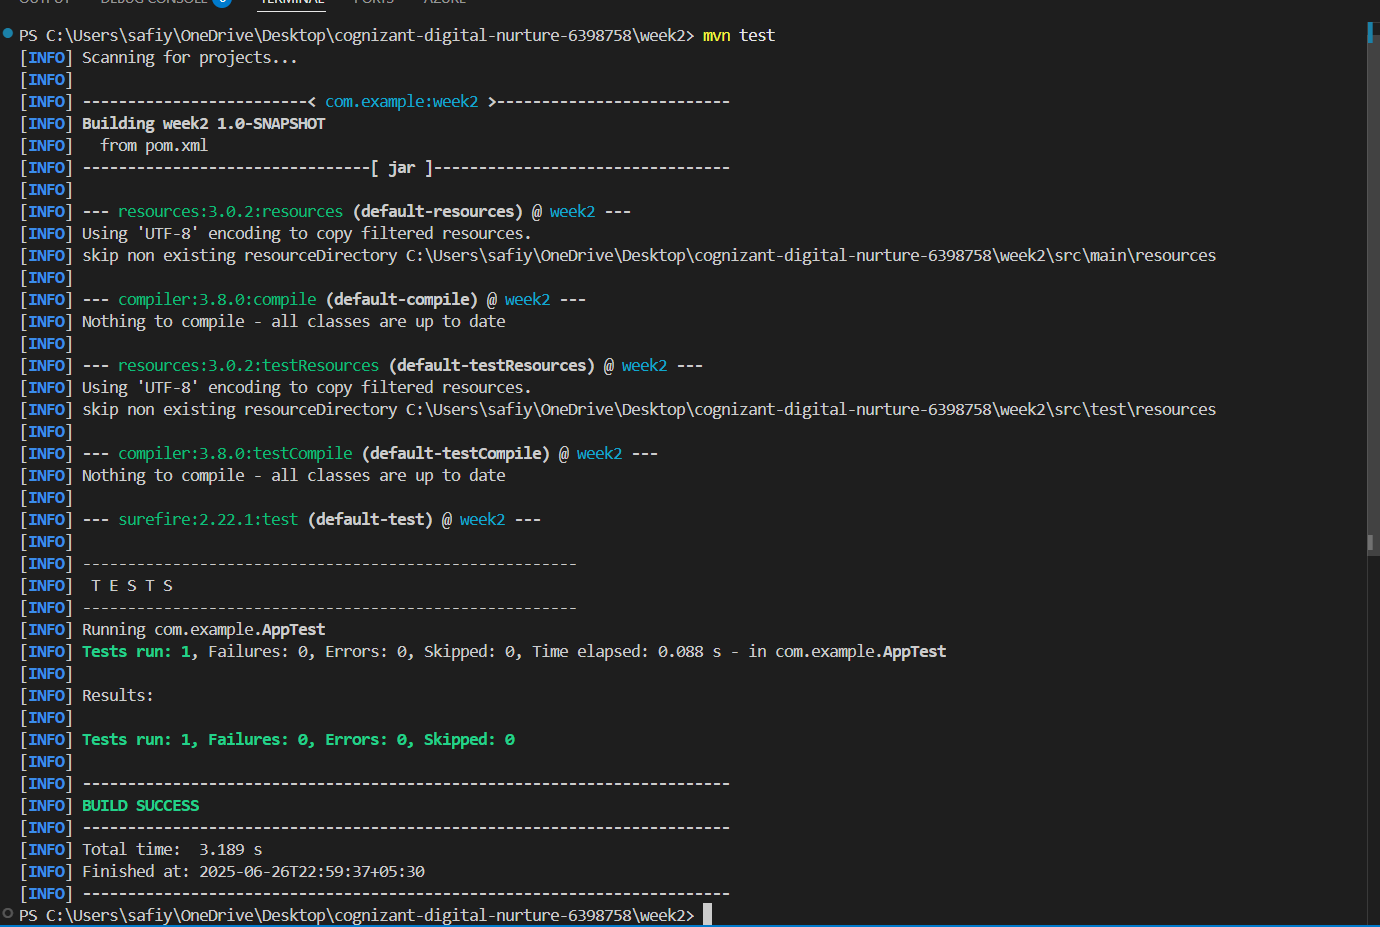 OUTPUT DEBUG CONSOLE TERMINAL PORTS AZURE
PS C:\Users\safiy\OneDrive\Desktop\cognizant-digital-nurture-6398758\week2> mvn test
[INFO] Scanning for projects...
[INFO]
[INFO] -------------------------< com.example:week2 >--------------------------
[INFO] Building week2 1.0-SNAPSHOT
[INFO]   from pom.xml
[INFO] --------------------------------[ jar ]---------------------------------
[INFO]
[INFO] --- resources:3.0.2:resources (default-resources) @ week2 ---
[INFO] Using 'UTF-8' encoding to copy filtered resources.
[INFO] skip non existing resourceDirectory C:\Users\safiy\OneDrive\Desktop\cognizant-digital-nurture-6398758\week2\src\main\resources
[INFO]
[INFO] --- compiler:3.8.0:compile (default-compile) @ week2 ---
[INFO] Nothing to compile - all classes are up to date
[INFO]
[INFO] --- resources:3.0.2:testResources (default-testResources) @ week2 ---
[INFO] Using 'UTF-8' encoding to copy filtered resources.
[INFO] skip non existing resourceDirectory C:\Users\safiy\OneDrive\Desktop\cognizant-digital-nurture-6398758\week2\src\test\resources
[INFO]
[INFO] --- compiler:3.8.0:testCompile (default-testCompile) @ week2 ---
[INFO] Nothing to compile - all classes are up to date
[INFO]
[INFO] --- surefire:2.22.1:test (default-test) @ week2 ---
[INFO]
[INFO] -------------------------------------------------------
[INFO]  T E S T S
[INFO] -------------------------------------------------------
[INFO] Running com.example.AppTest
[INFO] Tests run: 1, Failures: 0, Errors: 0, Skipped: 0, Time elapsed: 0.088 s - in com.example.AppTest
[INFO]
[INFO] Results:
[INFO]
[INFO] Tests run: 1, Failures: 0, Errors: 0, Skipped: 0
[INFO]
[INFO] ------------------------------------------------------------------------
[INFO] BUILD SUCCESS
[INFO] ------------------------------------------------------------------------
[INFO] Total time:  3.189 s
[INFO] Finished at: 2025-06-26T22:59:37+05:30
[INFO] ------------------------------------------------------------------------
PS C:\Users\safiy\OneDrive\Desktop\cognizant-digital-nurture-6398758\week2>